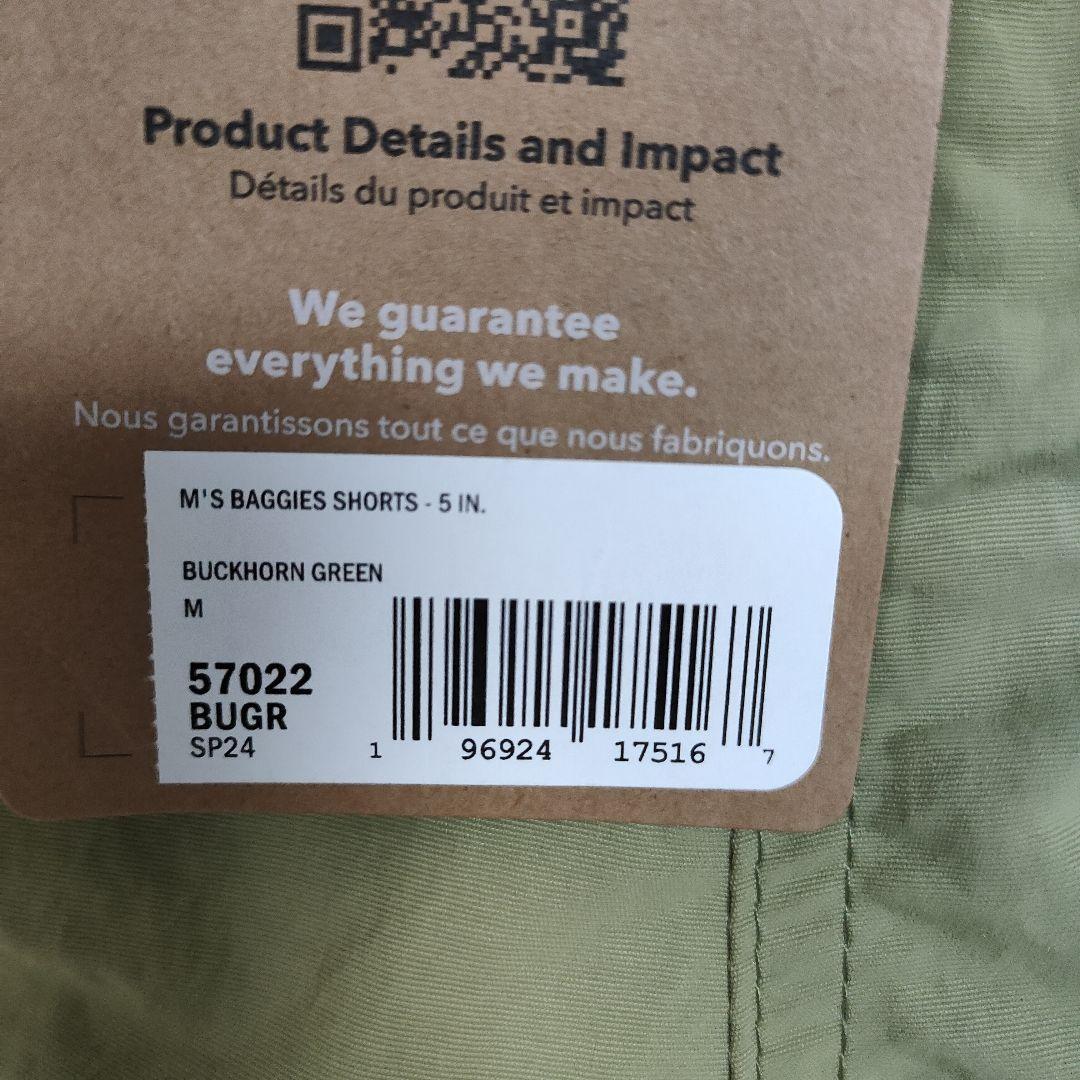 Product Details and Impact
Détails du produit et impact
We guarantee
everything we make.
Nous garantissons tout ce que nous fabriquons.
M'S BAGGIES SHORTS - 5 IN.
BUCKHORN GREEN
M
57022
BUGR
SP24
1 96924 17516 7